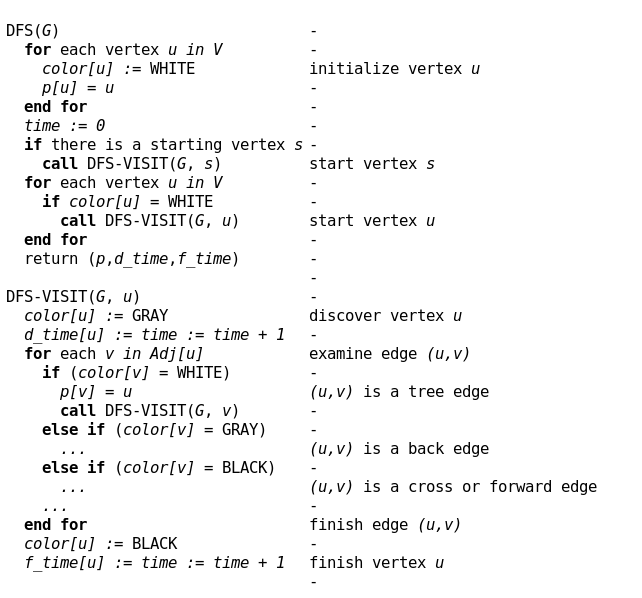 DFS(G) -
for each vertex u in V -
color[u] := WHITE initialize vertex u
p[u] = u -
end for -
time := 0 -
if there is a starting vertex s -
call DFS-VISIT(G, s) start vertex s
for each vertex u in V -
if color[u] = WHITE -
call DFS-VISIT(G, u) start vertex u
end for -
return (p,d_time,f_time) -
-
DFS-VISIT(G, u) -
color[u] := GRAY discover vertex u
d_time[u] := time := time + 1 -
for each v in Adj[u] examine edge (u,v)
if (color[v] = WHITE) -
p[v] = u (u,v) is a tree edge
call DFS-VISIT(G, v) -
else if (color[v] = GRAY) -
... (u,v) is a back edge
else if (color[v] = BLACK) -
... (u,v) is a cross or forward edge
... -
end for finish edge (u,v)
color[u] := BLACK -
f_time[u] := time := time + 1 finish vertex u
-